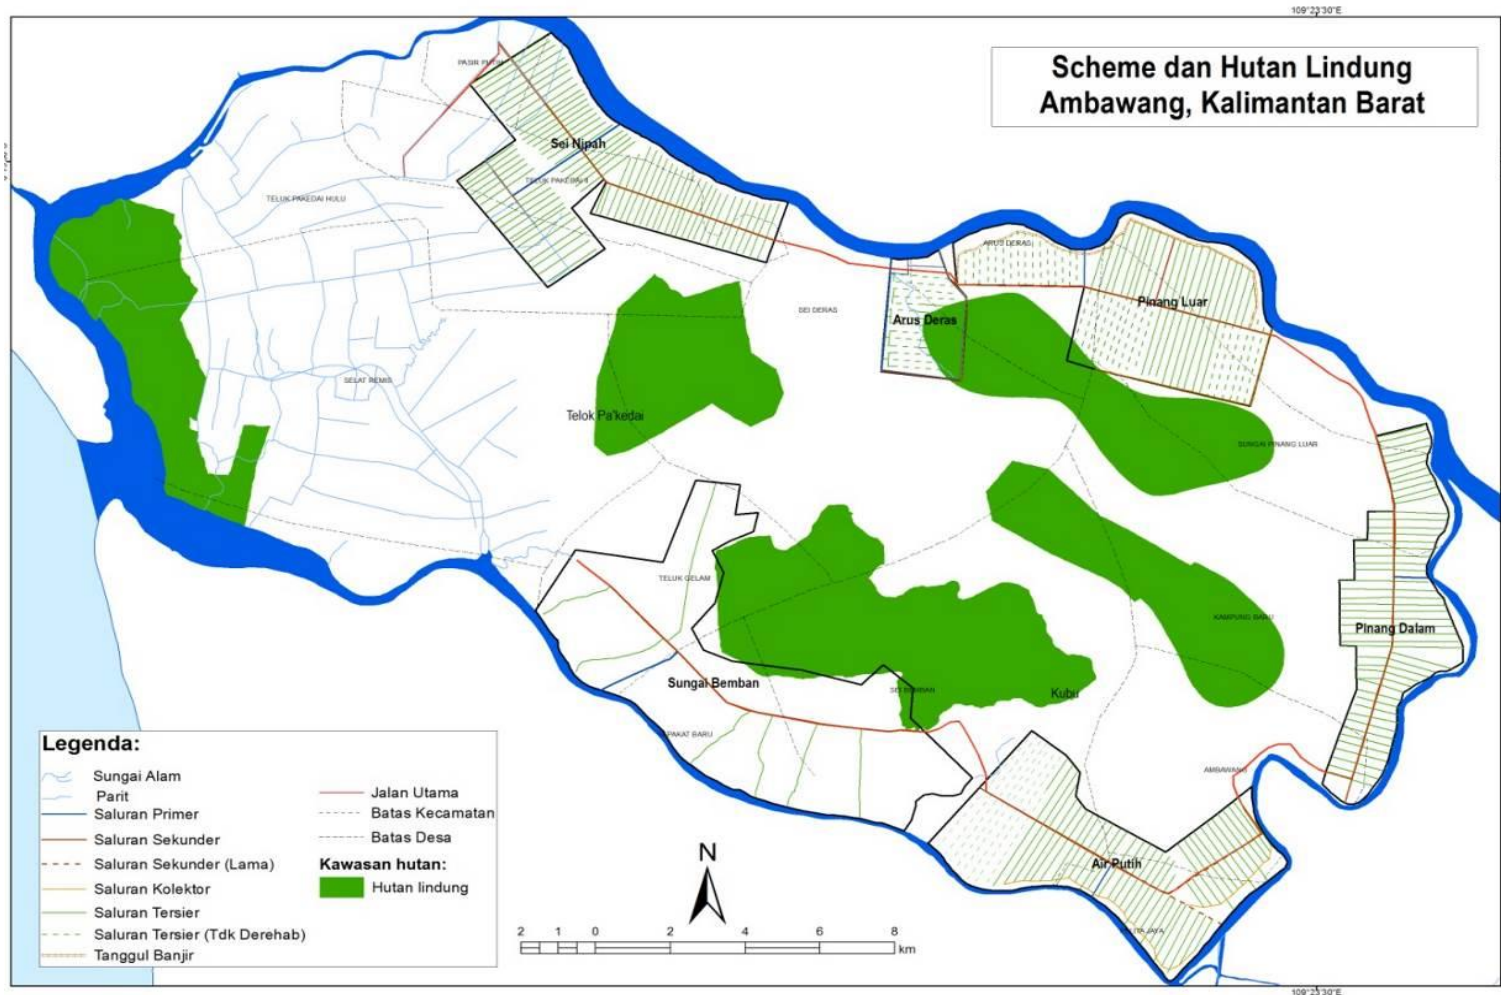 109°23'30"E
Scheme dan Hutan Lindung
Ambawang, Kalimantan Barat
PASIR PUTIH
Sei Nipah
TELUK PAKEDAI II
TELUK PAKEDAI HULU
ARUS DERAS
Pinang Luar
SEI DERAS
Arus Deras
SELAT REMIS
Telok Pa'kedai
SUNGAI PINANG LUAR
TELUK GELAM
KAMPUNG BARU
Pinang Dalam
Sungai Bemban
SEI BEMBAN
Kubu
PAKAT BARU
AMBAWANG
Air Putih
JAYA
Legenda:
Sungai Alam
Parit
Saluran Primer
Saluran Sekunder
Saluran Sekunder (Lama)
Saluran Kolektor
Saluran Tersier
Saluran Tersier (Tdk Derehab)
Tanggul Banjir
Jalan Utama
Batas Kecamatan
Batas Desa
Kawasan hutan:
Hutan lindung
N
2 1 0 2 4 6 8
km
109°23'30"E